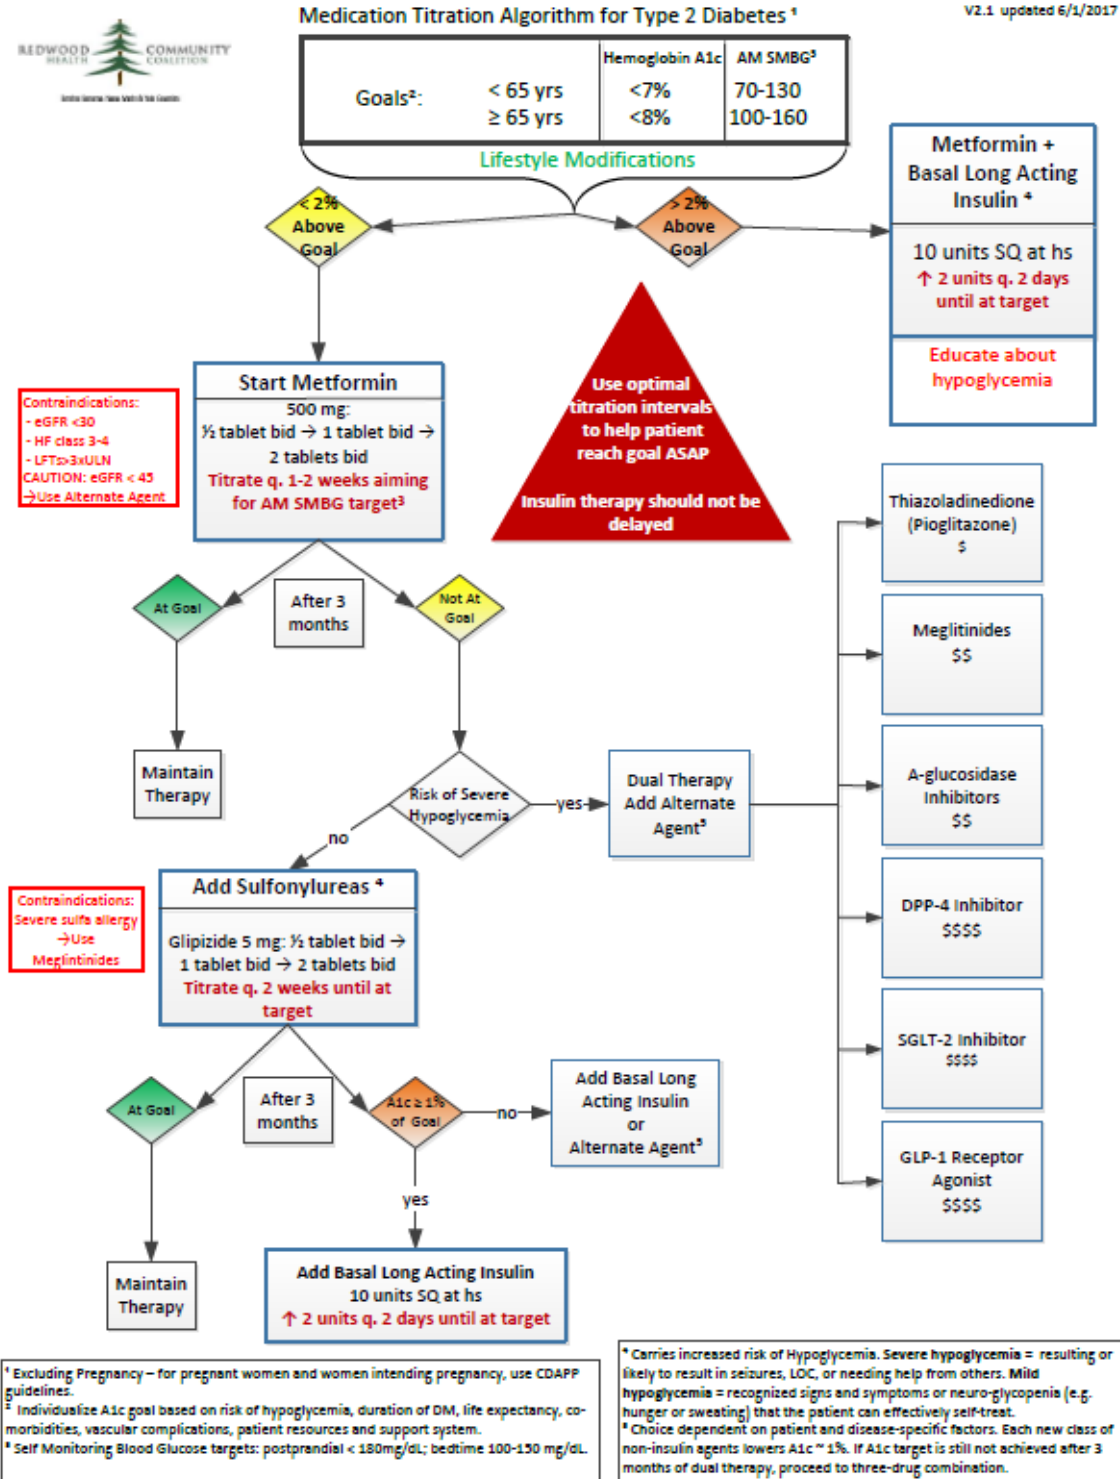 Medication Titration Algorithm for Type 2 Diabetes ¹
V2.1 updated 6/1/2017
REDWOOD COMMUNITY
HEALTH COALITION
Hemoglobin A1c AM SMBG³
Goals²: < 65 yrs <7% 70-130
≥ 65 yrs <8% 100-160
Lifestyle Modifications
< 2%
Above
Goal
> 2%
Above
Goal
Metformin +
Basal Long Acting
Insulin ⁴
10 units SQ at hs
↑ 2 units q. 2 days
until at target
Educate about
hypoglycemia
Use optimal
titration intervals
to help patient
reach goal ASAP
Insulin therapy should not be
delayed
Start Metformin
500 mg:
½ tablet bid → 1 tablet bid →
2 tablets bid
Titrate q. 1-2 weeks aiming
for AM SMBG target³
Contraindications:
- eGFR <30
- HF class 3-4
- LFTs>3xULN
CAUTION: eGFR < 45
→Use Alternate Agent
At Goal
After 3
months
Not At
Goal
Maintain
Therapy
Risk of Severe
Hypoglycemia
yes
no
Dual Therapy
Add Alternate
Agent⁵
Thiazoladinedione
(Pioglitazone)
$
Meglitinides
$$
A-glucosidase
Inhibitors
$$
DPP-4 Inhibitor
$$$$
SGLT-2 Inhibitor
$$$$
GLP-1 Receptor
Agonist
$$$$
Add Sulfonylureas ⁴
Glipizide 5 mg: ½ tablet bid →
1 tablet bid → 2 tablets bid
Titrate q. 2 weeks until at
target
Contraindications:
Severe sulfa allergy
→Use
Meglintinides
At Goal
After 3
months
A1c ≥ 1%
of Goal
no
yes
Add Basal Long
Acting Insulin
or
Alternate Agent⁵
Maintain
Therapy
Add Basal Long Acting Insulin
10 units SQ at hs
↑ 2 units q. 2 days until at target
¹ Excluding Pregnancy – for pregnant women and women intending pregnancy, use CDAPP
guidelines.
² Individualize A1c goal based on risk of hypoglycemia, duration of DM, life expectancy, co-
morbidities, vascular complications, patient resources and support system.
³ Self Monitoring Blood Glucose targets: postprandial < 180mg/dL; bedtime 100-150 mg/dL.
⁴ Carries increased risk of Hypoglycemia. Severe hypoglycemia = resulting or
likely to result in seizures, LOC, or needing help from others. Mild
hypoglycemia = recognized signs and symptoms or neuro-glycopenia (e.g.
hunger or sweating) that the patient can effectively self-treat.
⁵ Choice dependent on patient and disease-specific factors. Each new class of
non-insulin agents lowers A1c ~ 1%. If A1c target is still not achieved after 3
months of dual therapy, proceed to three-drug combination.